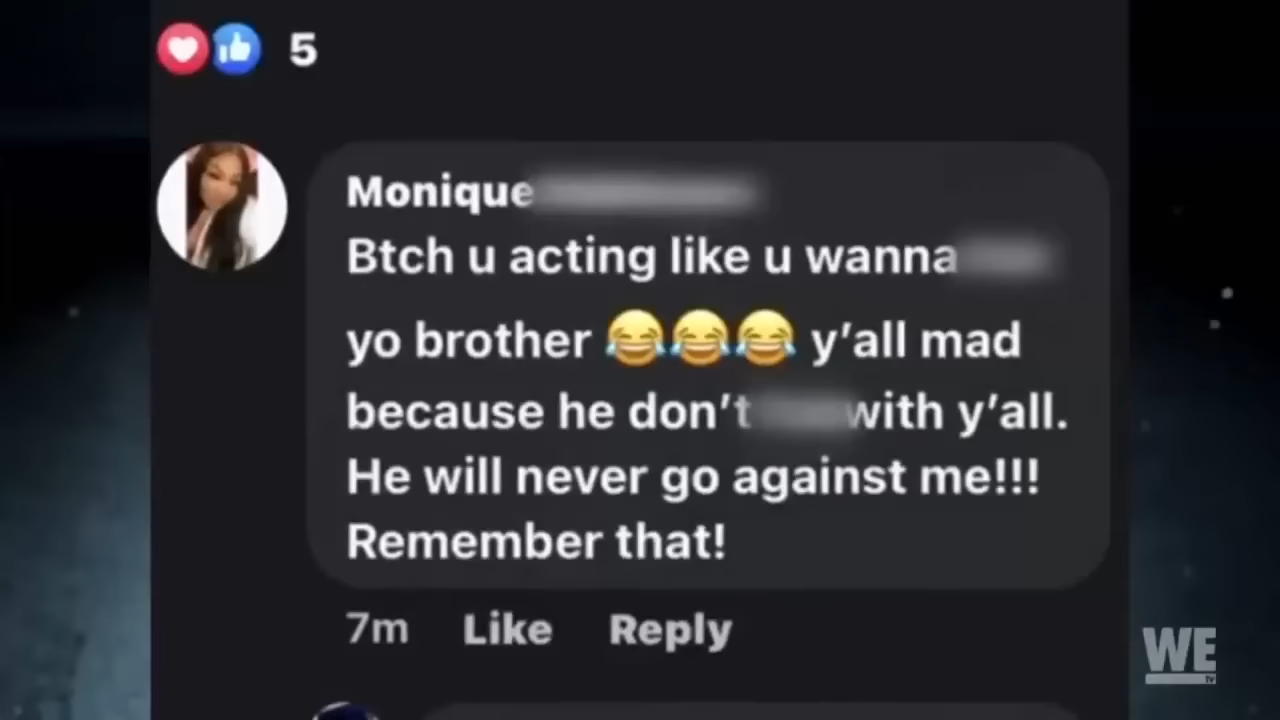 5
Monique
Btch u acting like u wanna
yo brother 😂😂😂 y’all mad
because he don’t with y’all.
He will never go against me!!!
Remember that!
7m Like Reply
WE
tv